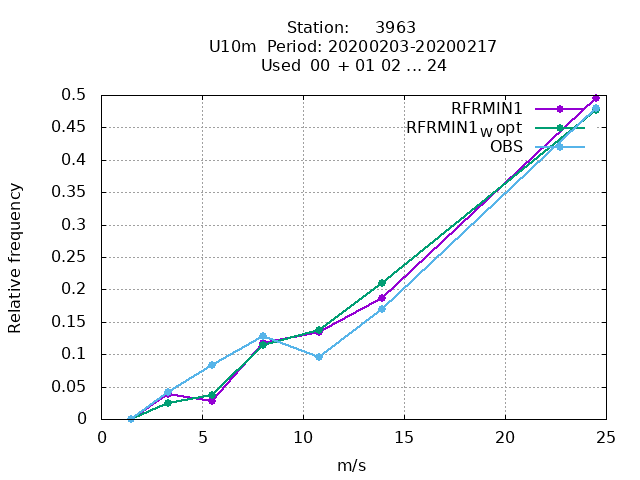 Station: 3963
U10m Period: 20200203-20200217
Used 00 + 01 02 ... 24
0.5
0.45
0.4
0.35
0.3
0.25
0.2
0.15
0.1
0.05
0
Relative frequency
RFRMIN1
RFRMIN1w opt
OBS
0 5 10 15 20 25
m/s